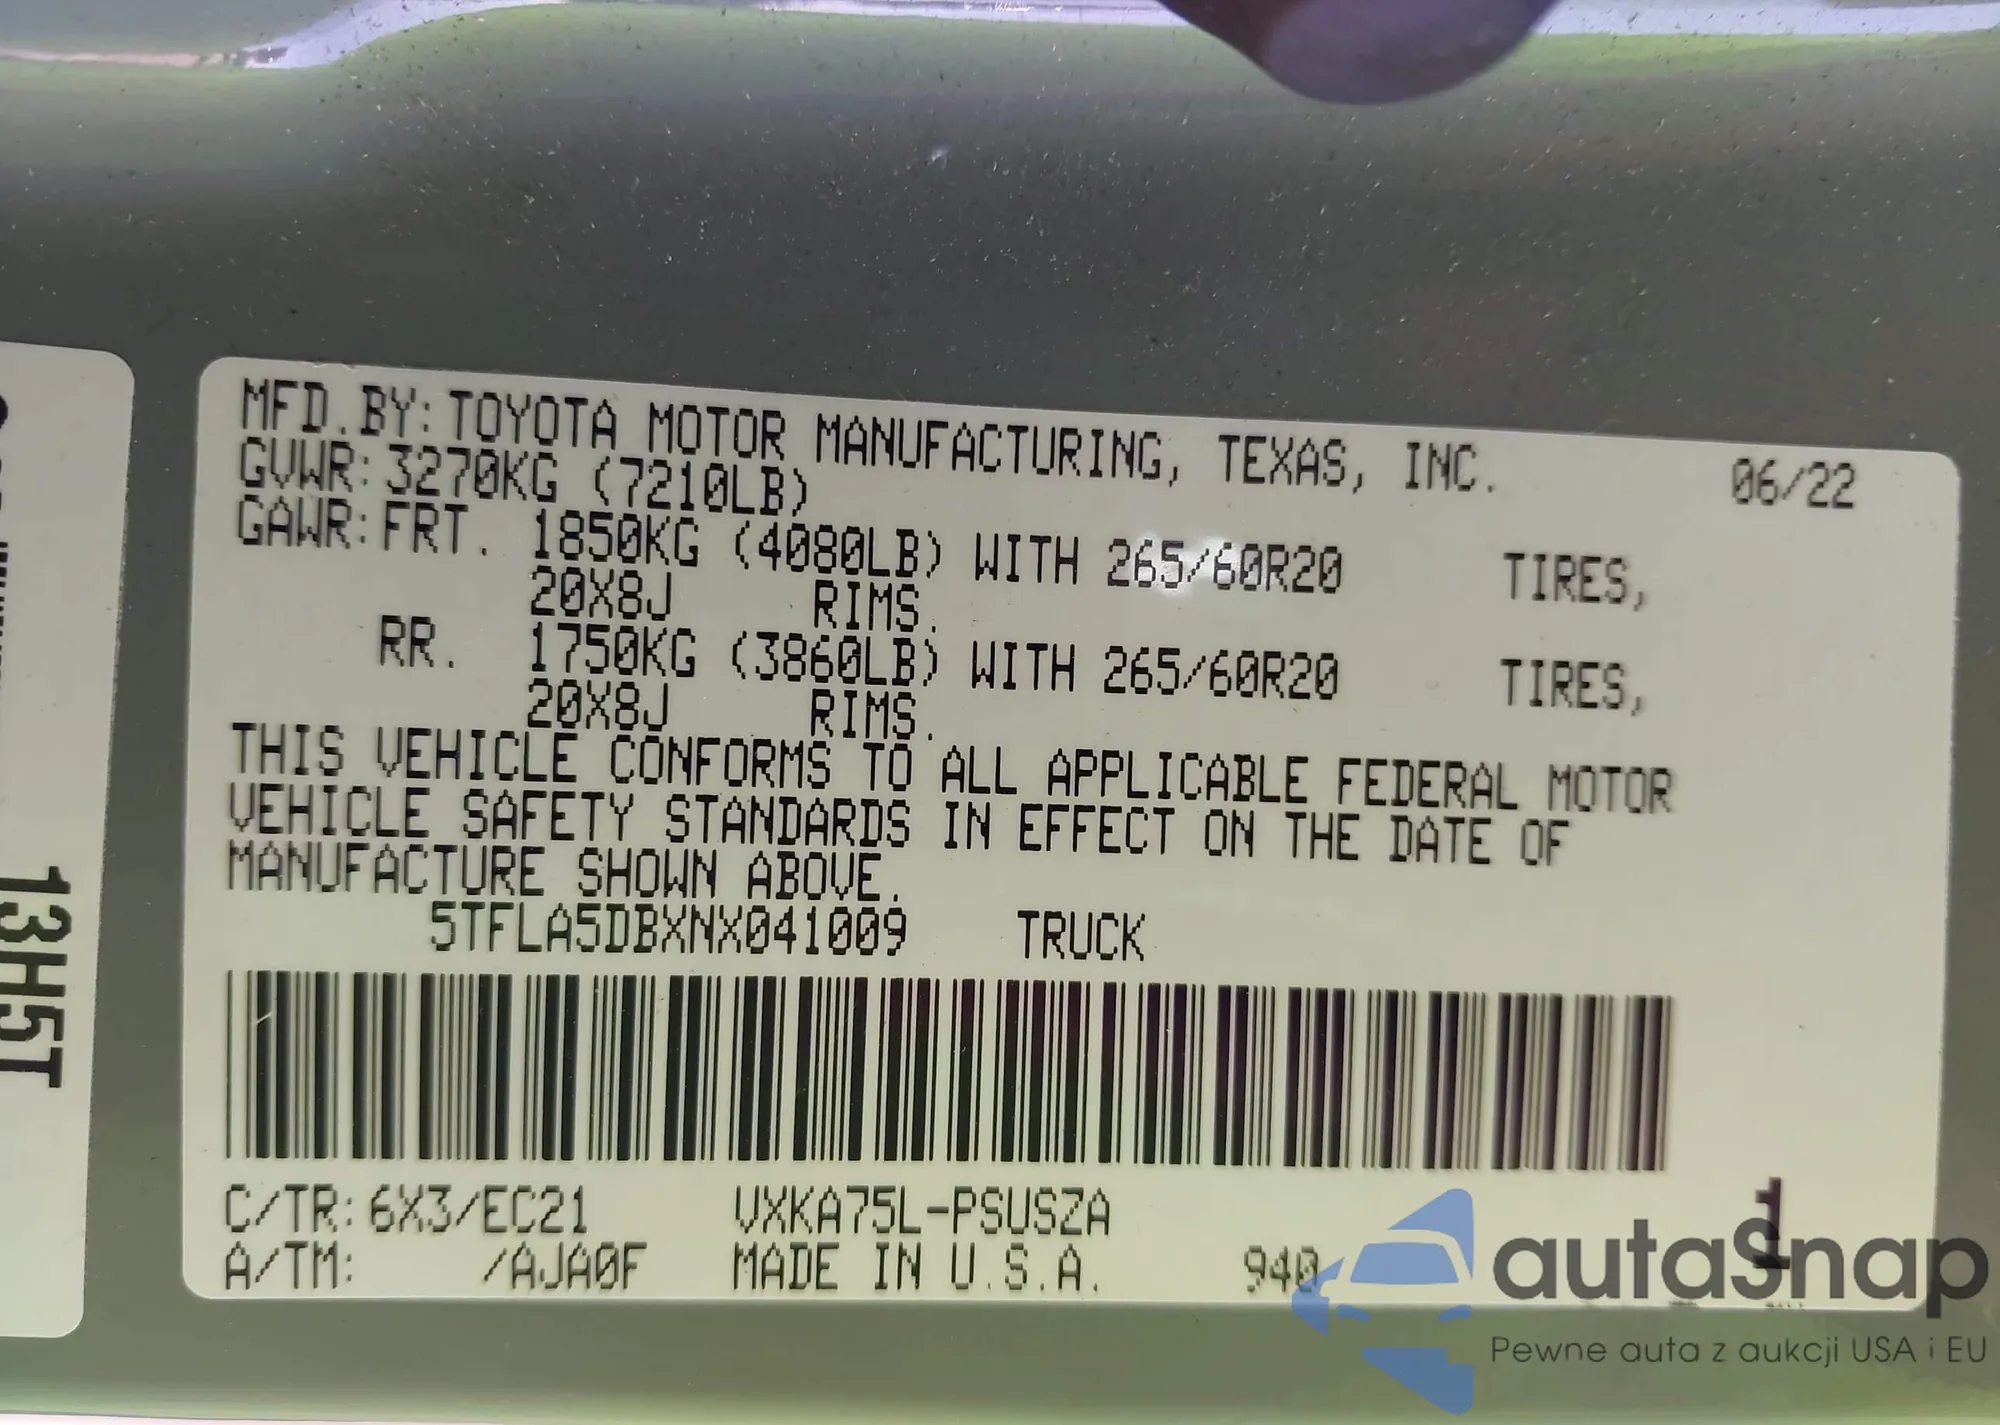 MFD.BY:TOYOTA MOTOR MANUFACTURING, TEXAS, INC. 06/22
GVWR:3270KG (7210LB)
GAWR:FRT. 1850KG (4080LB) WITH 265/60R20 TIRES,
20X8J RIMS.
RR. 1750KG (3860LB) WITH 265/60R20 TIRES,
20X8J RIMS.
THIS VEHICLE CONFORMS TO ALL APPLICABLE FEDERAL MOTOR
VEHICLE SAFETY STANDARDS IN EFFECT ON THE DATE OF
MANUFACTURE SHOWN ABOVE.
5TFLA5DBXNX041009 TRUCK
C/TR:6X3/EC21 VXKA75L-PSUSZA
A/TM: /AJA0F MADE IN U.S.A. 940
1
13H5T
autoSnap
Pewne auta z aukcji USA i EU